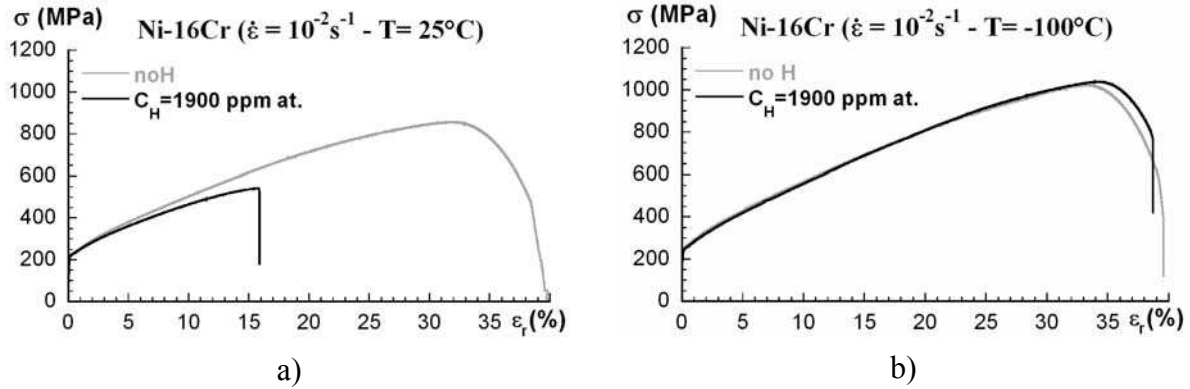 σ (MPa)
Ni-16Cr (ε̇ = 10⁻²s⁻¹ - T= 25°C)
1200
1000
800
600
400
200
0
noH
C_H=1900 ppm at.
0 5 10 15 20 25 30 35 ε_r(%)
a)
σ (MPa)
Ni-16Cr (ε̇ = 10⁻²s⁻¹ - T= -100°C)
1200
1000
800
600
400
200
0
no H
C_H=1900 ppm at.
0 5 10 15 20 25 30 35 ε_r(%)
b)